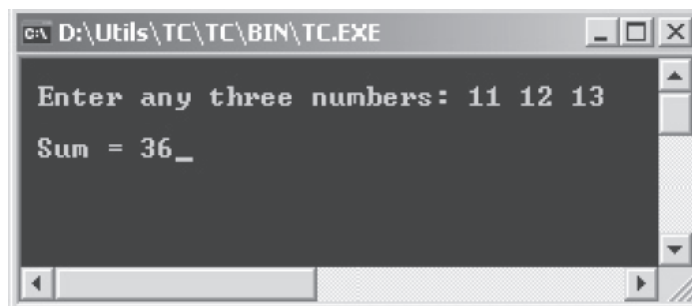 D:\Utils\TC\TC\BIN\TC.EXE
Enter any three numbers: 11 12 13
Sum = 36_